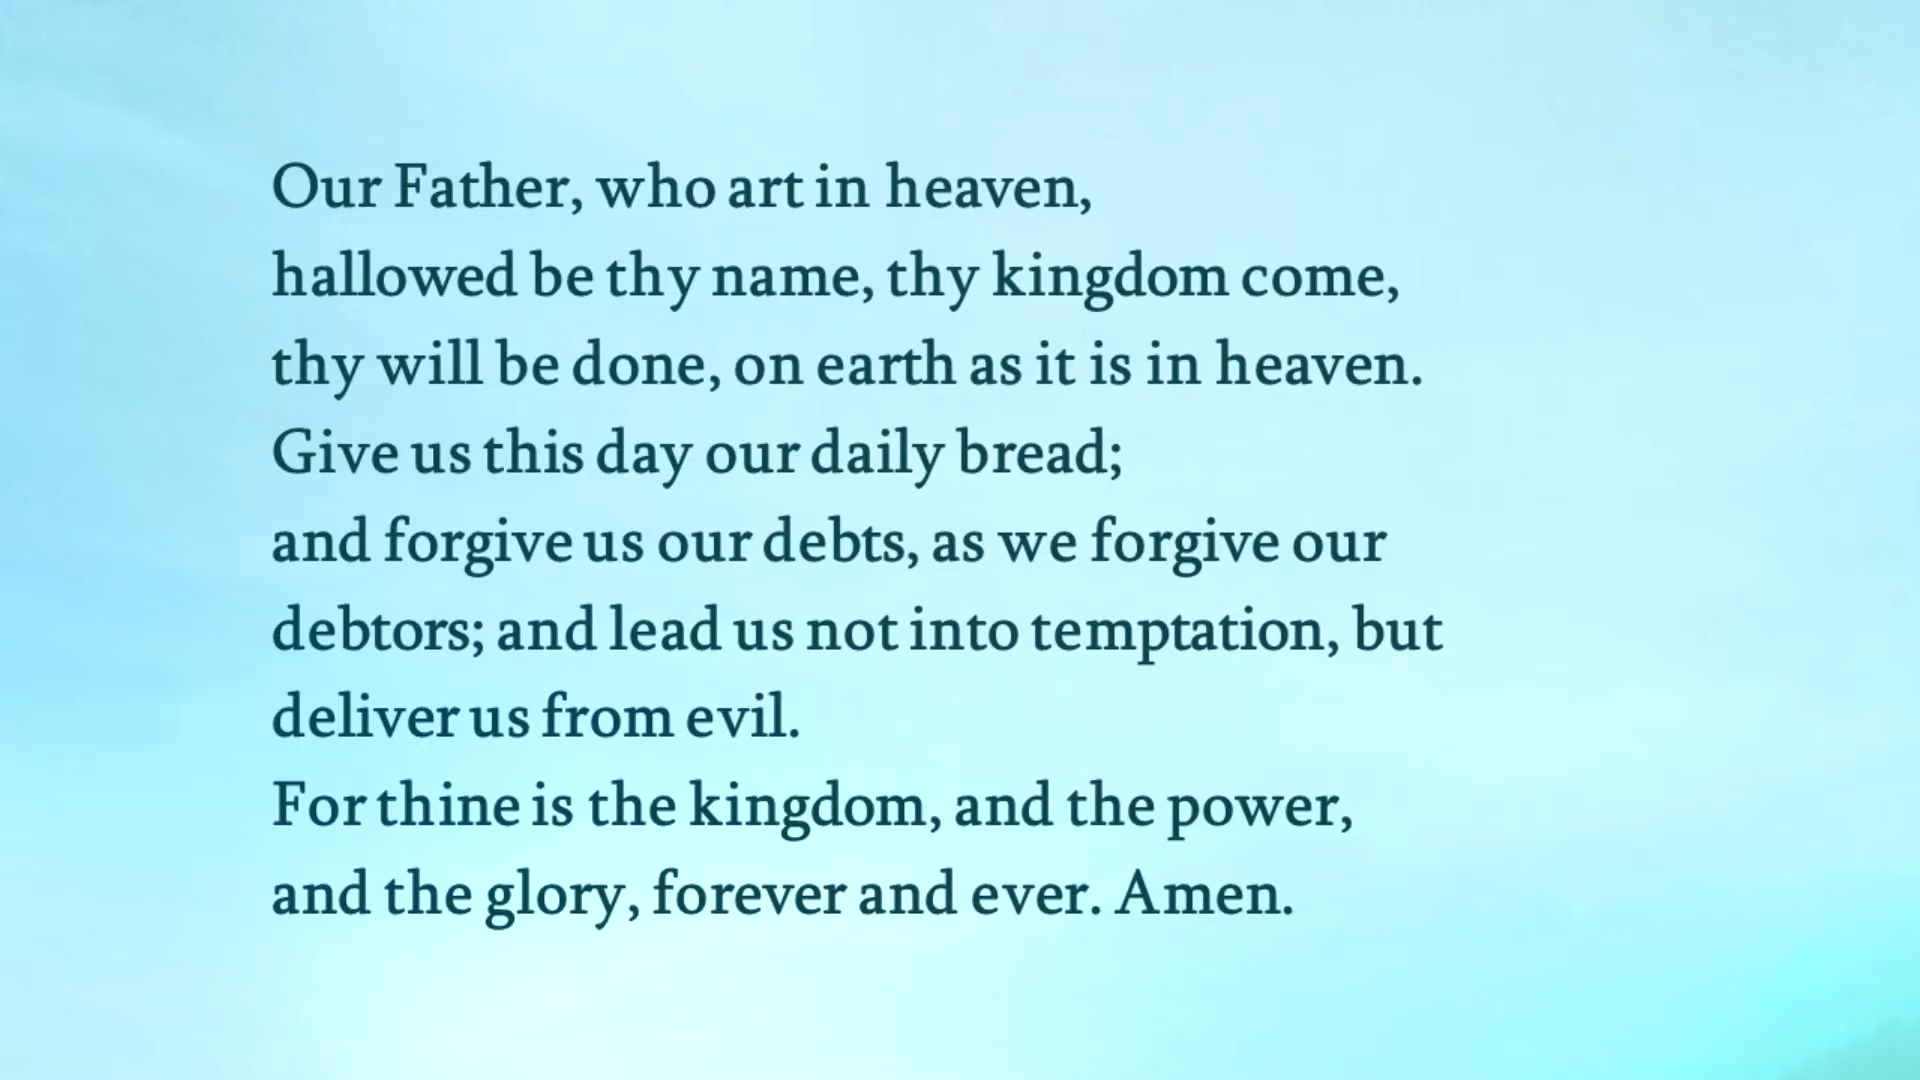 Our Father, who art in heaven,
hallowed be thy name, thy kingdom come,
thy will be done, on earth as it is in heaven.
Give us this day our daily bread;
and forgive us our debts, as we forgive our
debtors; and lead us not into temptation, but
deliver us from evil.
For thine is the kingdom, and the power,
and the glory, forever and ever. Amen.